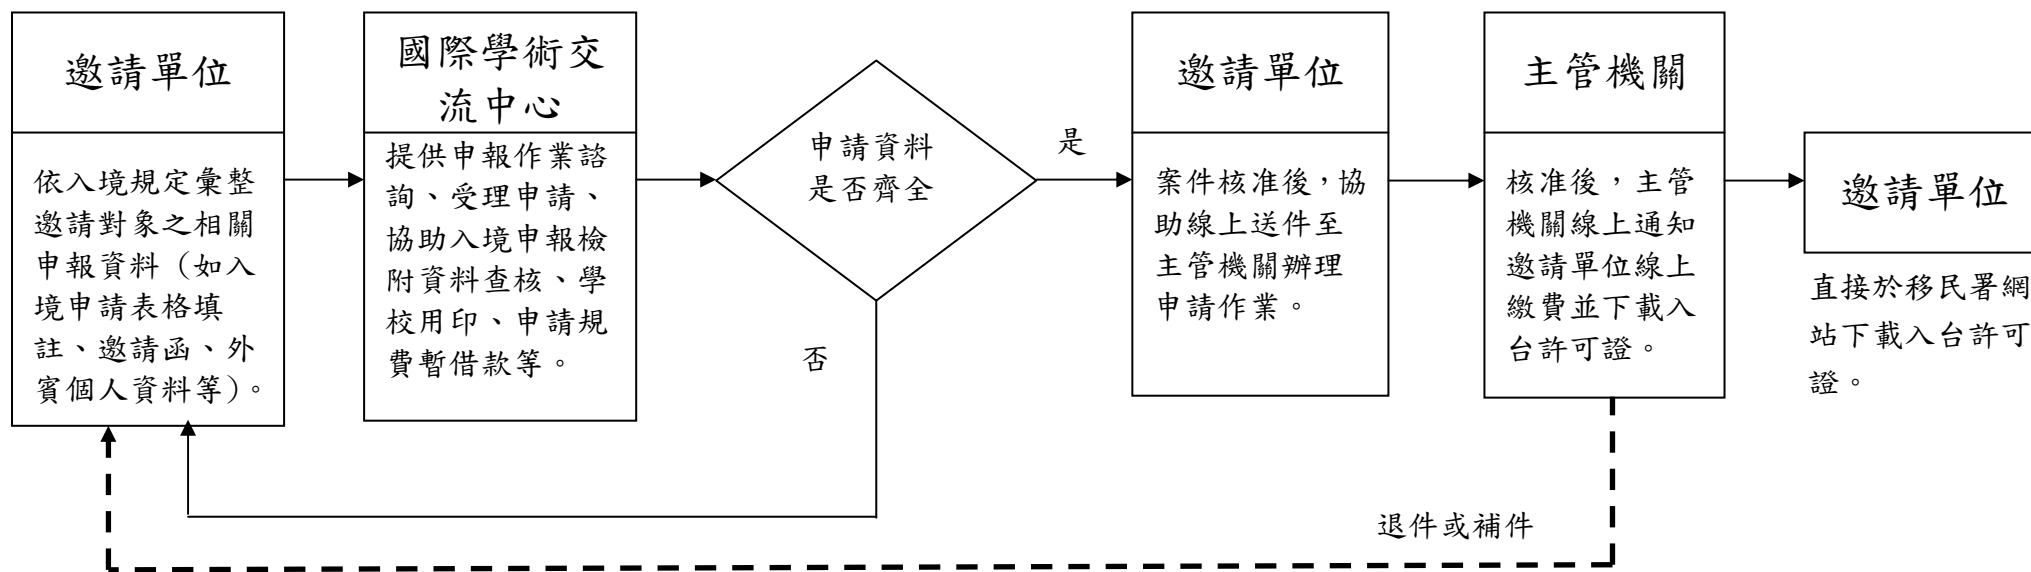 邀請單位
依入境規定彙整
邀請對象之相關
申報資料（如入
境申請表格填
註、邀請函、外
賓個人資料等）。
國際學術交
流中心
提供申報作業諮
詢、受理申請、
協助入境申報檢
附資料查核、學
校用印、申請規
費暫借款等。
申請資料
是否齊全
是
否
邀請單位
案件核准後，協
助線上送件至
主管機關辦理
申請作業。
主管機關
核准後，主管
機關線上通知
邀請單位線上
繳費並下載入
台許可證。
邀請單位
直接於移民署網
站下載入台許可
證。
退件或補件